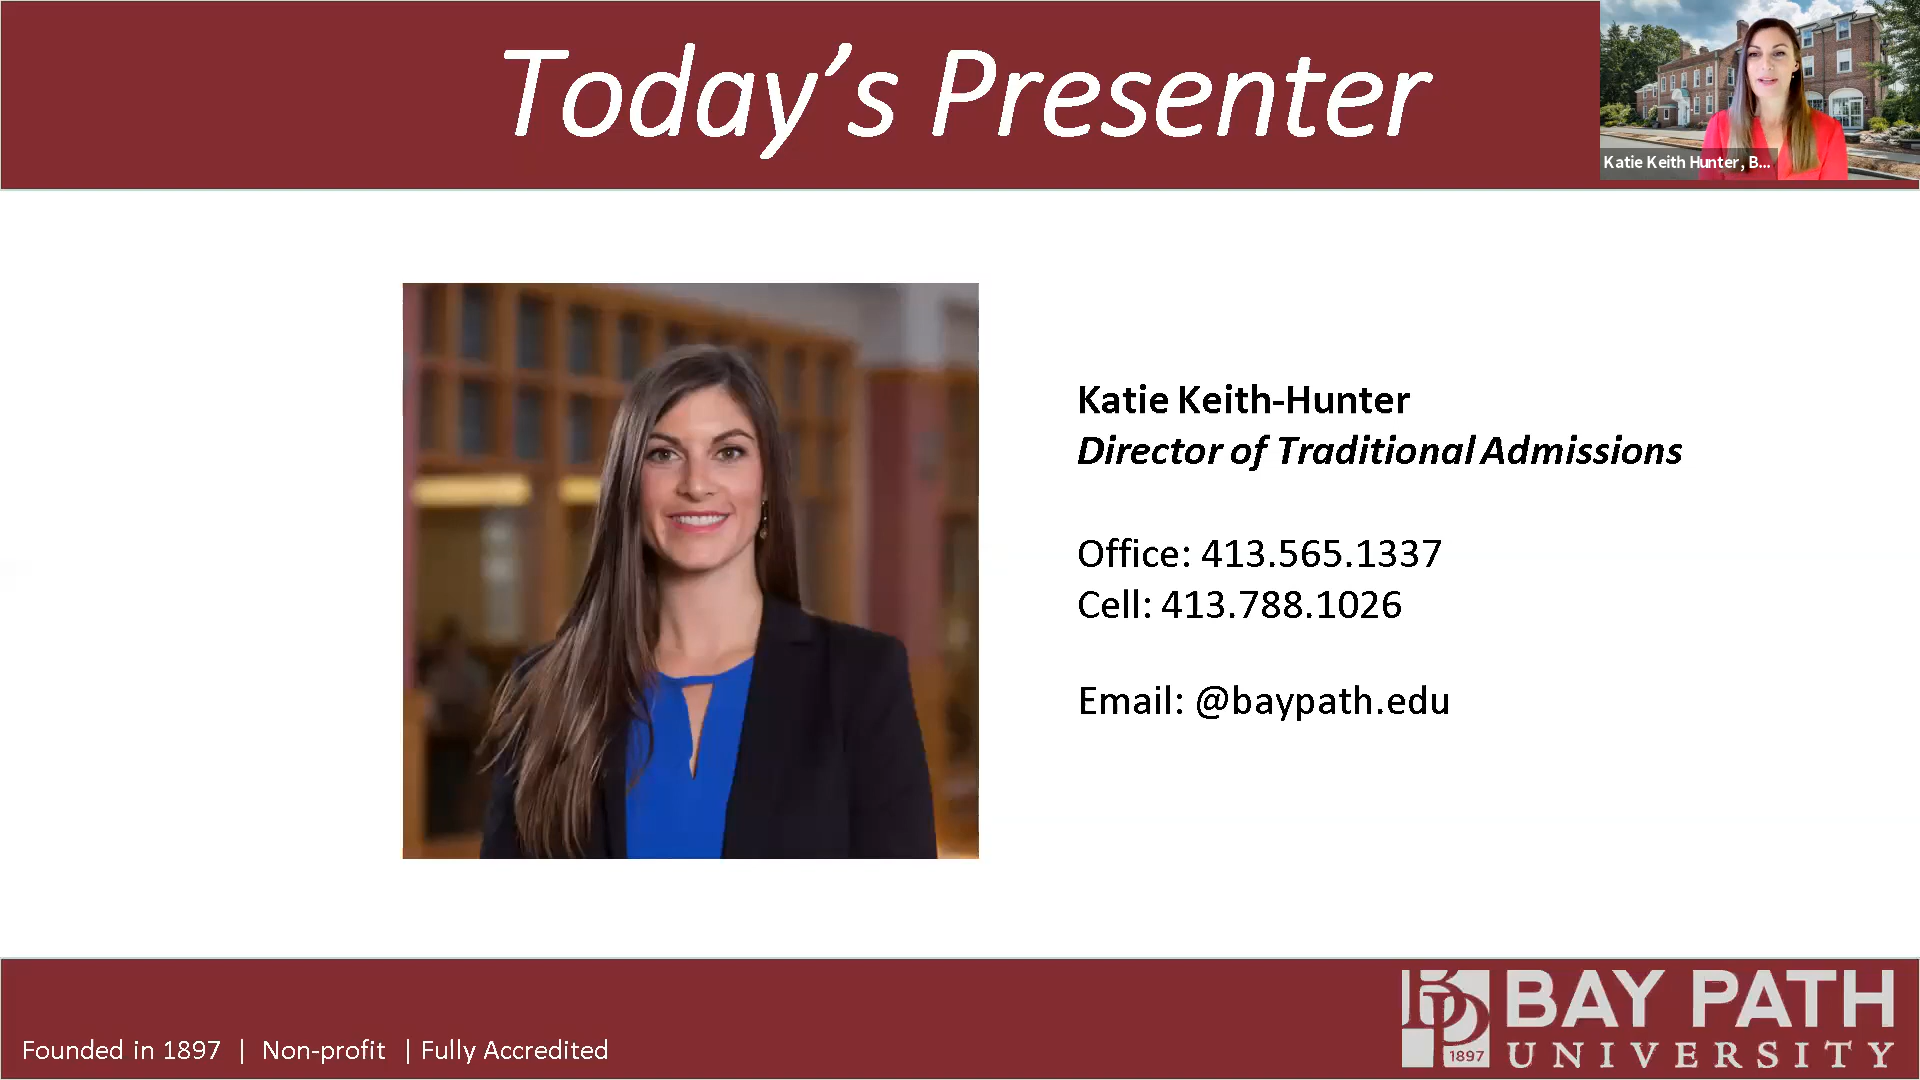 Today’s Presenter
Katie Keith Hunter, B...
Katie Keith-Hunter
Director of Traditional Admissions
Office: 413.565.1337
Cell: 413.788.1026
Email: @baypath.edu
Founded in 1897 | Non-profit | Fully Accredited
BP
1897
BAY PATH
UNIVERSITY